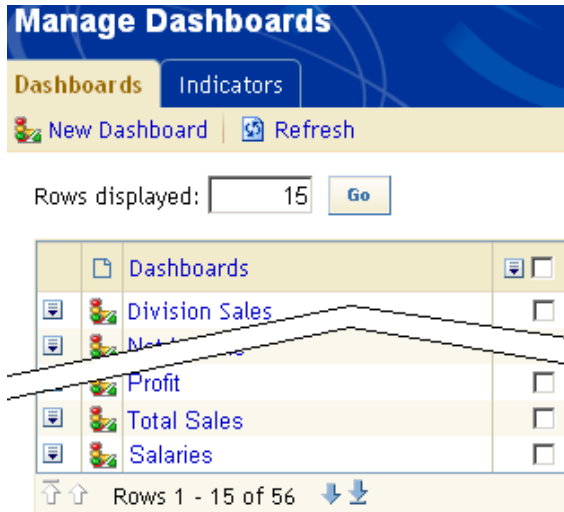 Manage Dashboards
Dashboards Indicators
New Dashboard Refresh
Rows displayed: 15 Go
Dashboards
Division Sales
Profit
Total Sales
Salaries
Rows 1 - 15 of 56